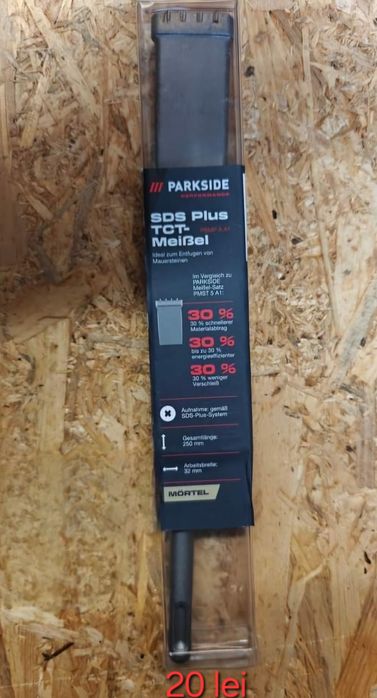 /// PARKSIDE
PERFORMANCE
SDS Plus
TCT-
Meißel
Ideal zum Entfugen von
Mauersteinen
Im Vergleich zu
PARKSIDE
Meißel-Satz
PMST 5 A1:
30 %
30 % schnellerer
Materialabtrag
30 %
bis zu 30 %
energieeffizienter
30 %
30 % weniger
Verschleiß
Aufnahme: gemäß
SDS-Plus-System
Gesamtlänge:
250 mm
Arbeitsbreite:
32 mm
MÖRTEL
20 lei